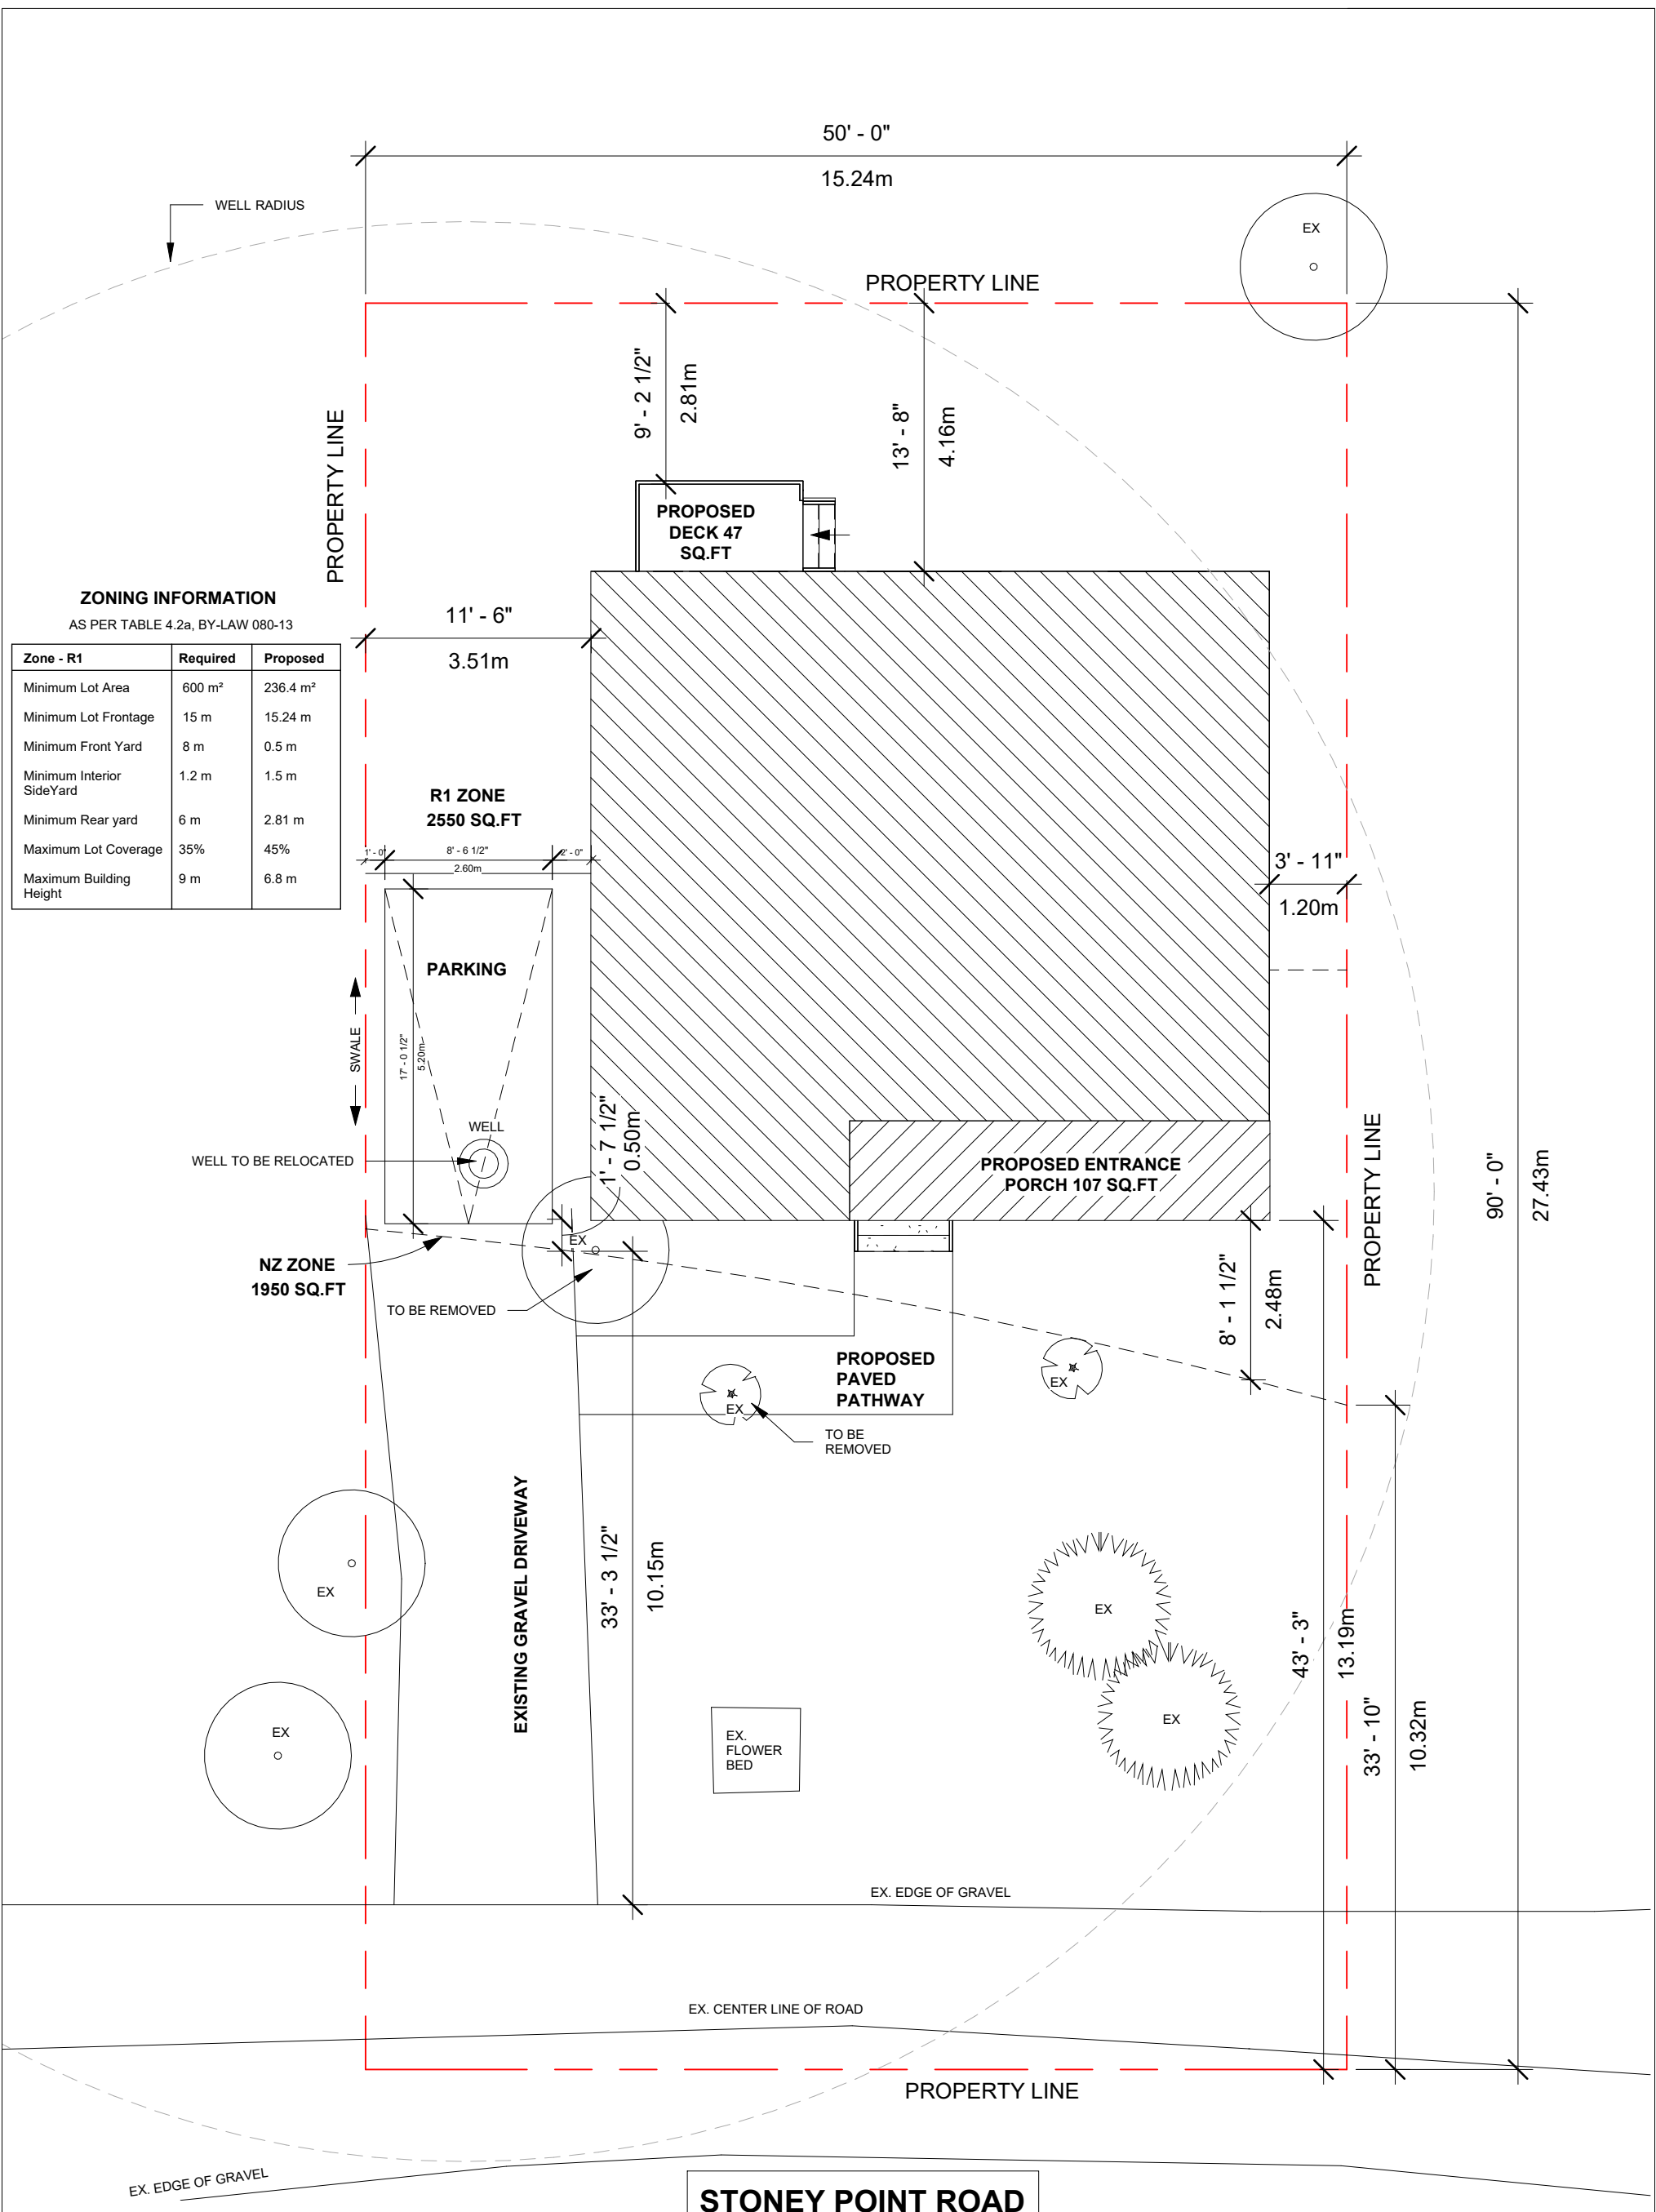 50' - 0"
15.24m
WELL RADIUS
EX
PROPERTY LINE
9' - 2 1/2"
2.81m
13' - 8"
4.16m
PROPERTY LINE
PROPOSED
DECK 47
SQ.FT
ZONING INFORMATION
AS PER TABLE 4.2a, BY-LAW 080-13
Zone - R1 Required Proposed
Minimum Lot Area 600 m² 236.4 m²
Minimum Lot Frontage 15 m 15.24 m
Minimum Front Yard 8 m 0.5 m
Minimum Interior SideYard 1.2 m 1.5 m
Minimum Rear yard 6 m 2.81 m
Maximum Lot Coverage 35% 45%
Maximum Building Height 9 m 6.8 m
11' - 6"
3.51m
R1 ZONE
2550 SQ.FT
1' - 0"
8' - 6 1/2"
2' - 0"
2.60m
3' - 11"
1.20m
PARKING
SWALE
17' - 0 1/2"
5.20m
WELL
WELL TO BE RELOCATED
1' - 7 1/2"
0.50m
PROPOSED ENTRANCE
PORCH 107 SQ.FT
PROPERTY LINE
90' - 0"
27.43m
EX
NZ ZONE
1950 SQ.FT
TO BE REMOVED
8' - 1 1/2"
2.48m
PROPOSED
PAVED
PATHWAY
EX
EX
TO BE
REMOVED
EXISTING GRAVEL DRIVEWAY
33' - 3 1/2"
10.15m
EX
EX
EX
EX
43' - 3"
13.19m
33' - 10"
10.32m
EX.
FLOWER
BED
EX. EDGE OF GRAVEL
EX. CENTER LINE OF ROAD
PROPERTY LINE
EX. EDGE OF GRAVEL
STONEY POINT ROAD